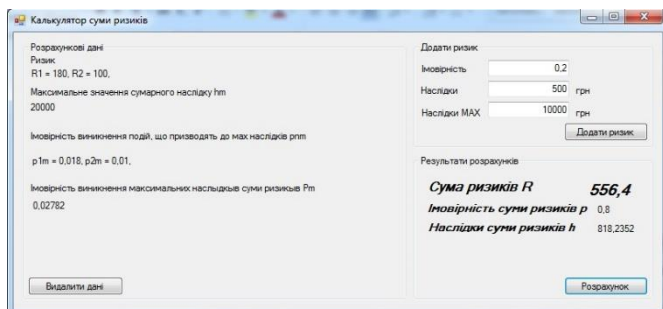 Калькулятор суми ризиків
Розрахункові дані
Ризик
R1 = 180, R2 = 100,
Максимальне значення сумарного наслідку hm
20000
Імовірність виникнення подій, що призводять до мах наслідків pnm
p1m = 0,018, p2m = 0,01,
Імовірність виникнення максимальних наслыдкыв суми ризикыв Pm
0,02782
Видалити дані
Додати ризик
Імовірність 0,2
Наслідки 500 грн
Наслідки MAX 10000 грн
Додати ризик
Результати розрахунків
Сума ризиків R 556,4
Імовірність суми ризиків p 0,8
Наслідки суми ризиків h 818,2352
Розрахунок